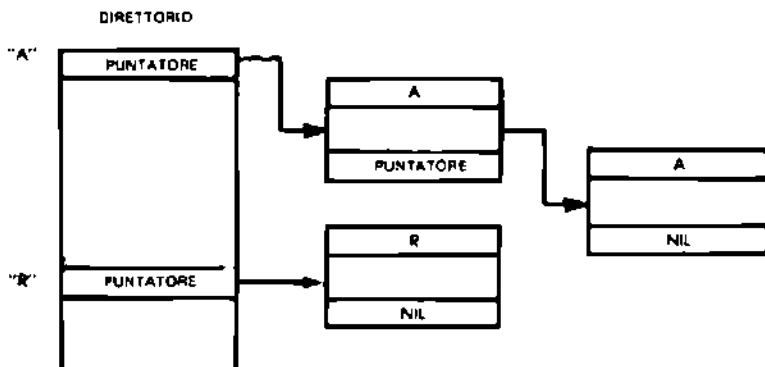 DIRETTORIO
"A"
PUNTATORE
A
PUNTATORE
A
NIL
"R"
PUNTATORE
R
NIL